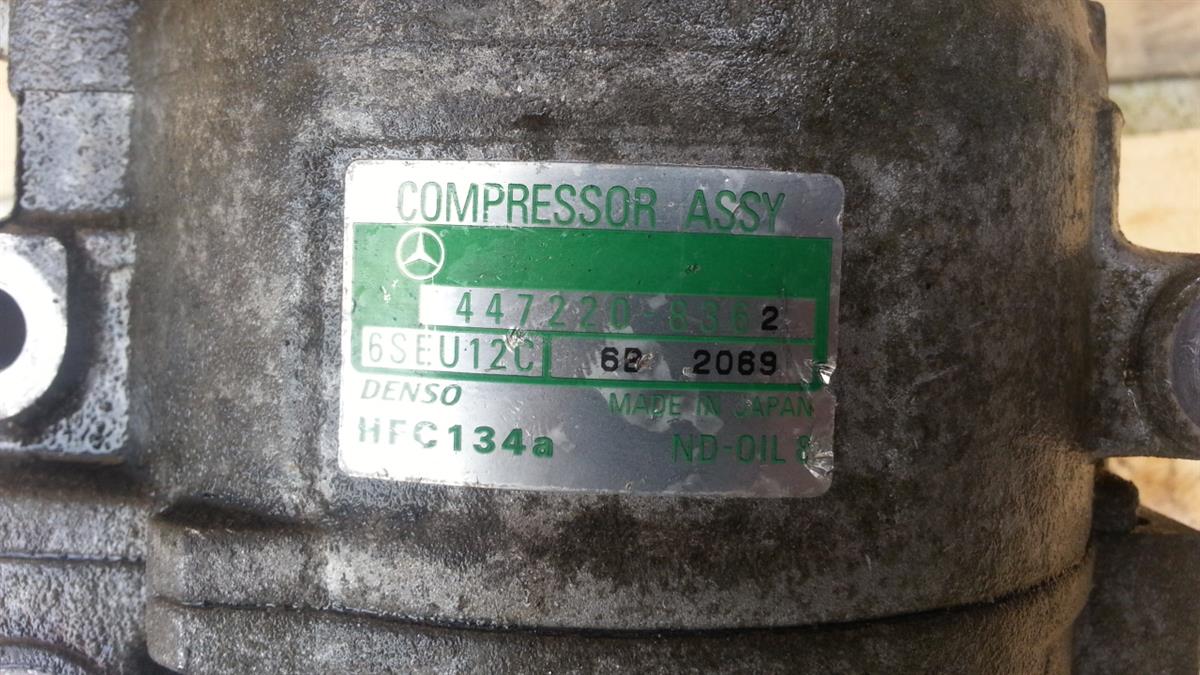 COMPRESSOR ASSY
447220-8362
6SEU12C 6B 2069
DENSO MADE IN JAPAN
HFC134a ND-OIL 8